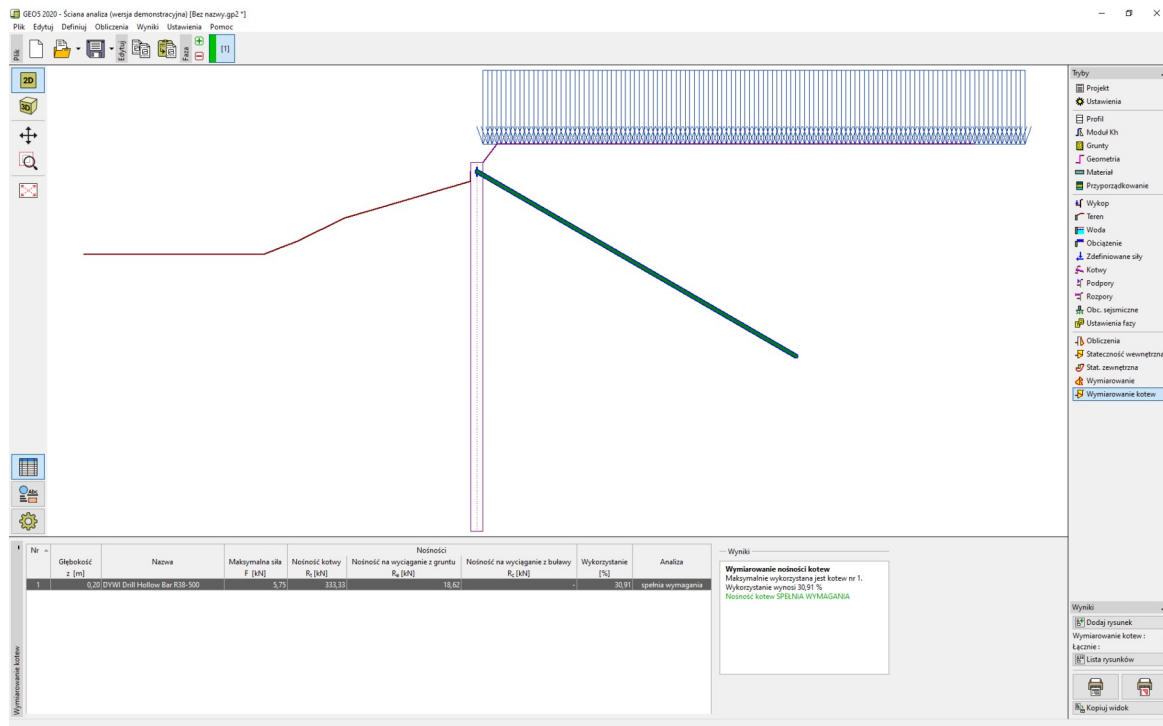 GEO5 2020 - Ściana analiza (wersja demonstracyjna) [Bez nazwy.gp2 *]
Plik Edytuj Definiuj Obliczenia Wyniki Ustawienia Pomoc
Plik
Edytuj
Faza
[1]
2D
3D
Abc
Tryby
Projekt
Ustawienia
Profil
Moduł Kh
Grunty
Geometria
Materiał
Przyporządkowanie
Wykop
Teren
Woda
Obciążenie
Zdefiniowane siły
Kotwy
Podpory
Rozpory
Obc. sejsmiczne
Ustawienia fazy
Obliczenia
Stateczność wewnętrzna
Stat. zewnętrzna
Wymiarowanie
Wymiarowanie kotew
Wymiarowanie kotew
Nr Głębokość Nazwa Maksymalna siła Nośności Wykorzystanie Analiza
Nośność kotwy Nośność na wyciąganie z gruntu Nośność na wyciąganie z buławy
z [m] F [kN] Rt [kN] Re [kN] Rc [kN] [%]
1 0,20 DYWI Drill Hollow Bar R38-500 5,75 333,33 18,62 - 30,91 spełnia wymagania
Wyniki
Wymiarowanie nośności kotew
Maksymalnie wykorzystana jest kotew nr 1.
Wykorzystanie wynosi 30,91 %
Nośność kotew SPEŁNIA WYMAGANIA
Wyniki
Dodaj rysunek
Wymiarowanie kotew :
Łącznie :
Lista rysunków
Kopiuj widok